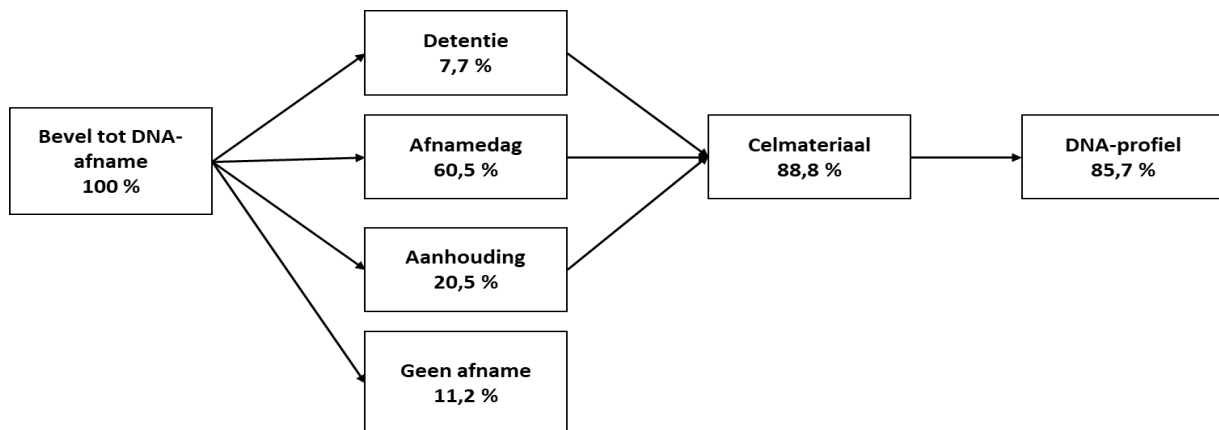 Bevel tot DNA-
afname
100 %
Detentie
7,7 %
Afnamedag
60,5 %
Aanhouding
20,5 %
Geen afname
11,2 %
Celmateriaal
88,8 %
DNA-profiel
85,7 %